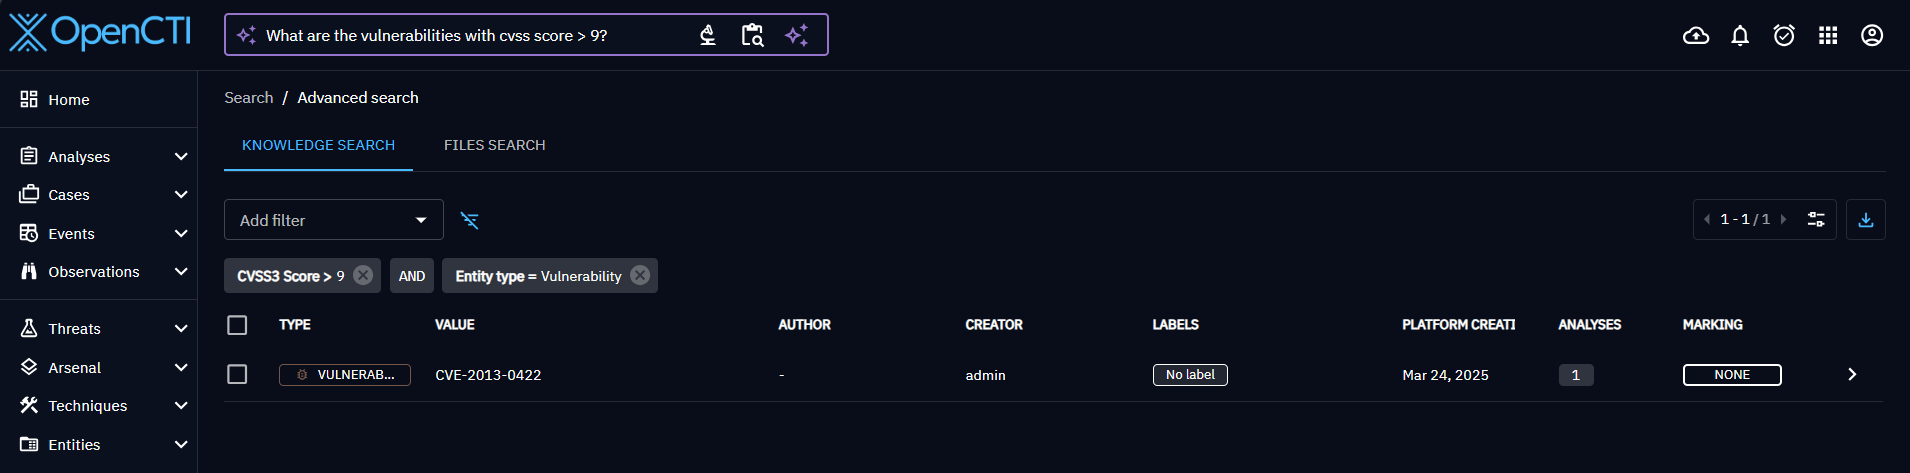 OpenCTI
What are the vulnerabilities with cvss score > 9?
Home
Analyses
Cases
Events
Observations
Threats
Arsenal
Techniques
Entities
Search / Advanced search
KNOWLEDGE SEARCH FILES SEARCH
Add filter
1 - 1 / 1
CVSS3 Score > 9 AND Entity type = Vulnerability
TYPE VALUE AUTHOR CREATOR LABELS PLATFORM CREATI ANALYSES MARKING
VULNERAB... CVE-2013-0422 - admin No label Mar 24, 2025 1 NONE